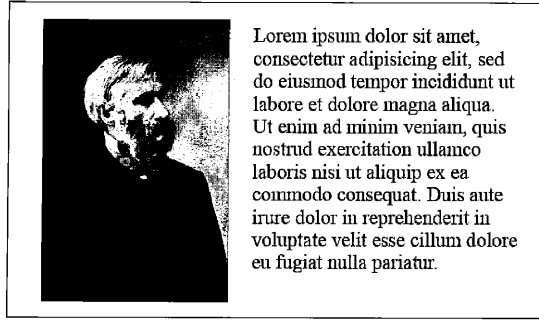 Lorem ipsum dolor sit amet,
consectetur adipisicing elit, sed
do eiusmod tempor incididunt ut
labore et dolore magna aliqua.
Ut enim ad minim veniam, quis
nostrud exercitation ullamco
laboris nisi ut aliquip ex ea
commodo consequat. Duis aute
irure dolor in reprehenderit in
voluptate velit esse cillum dolore
eu fugiat nulla pariatur.